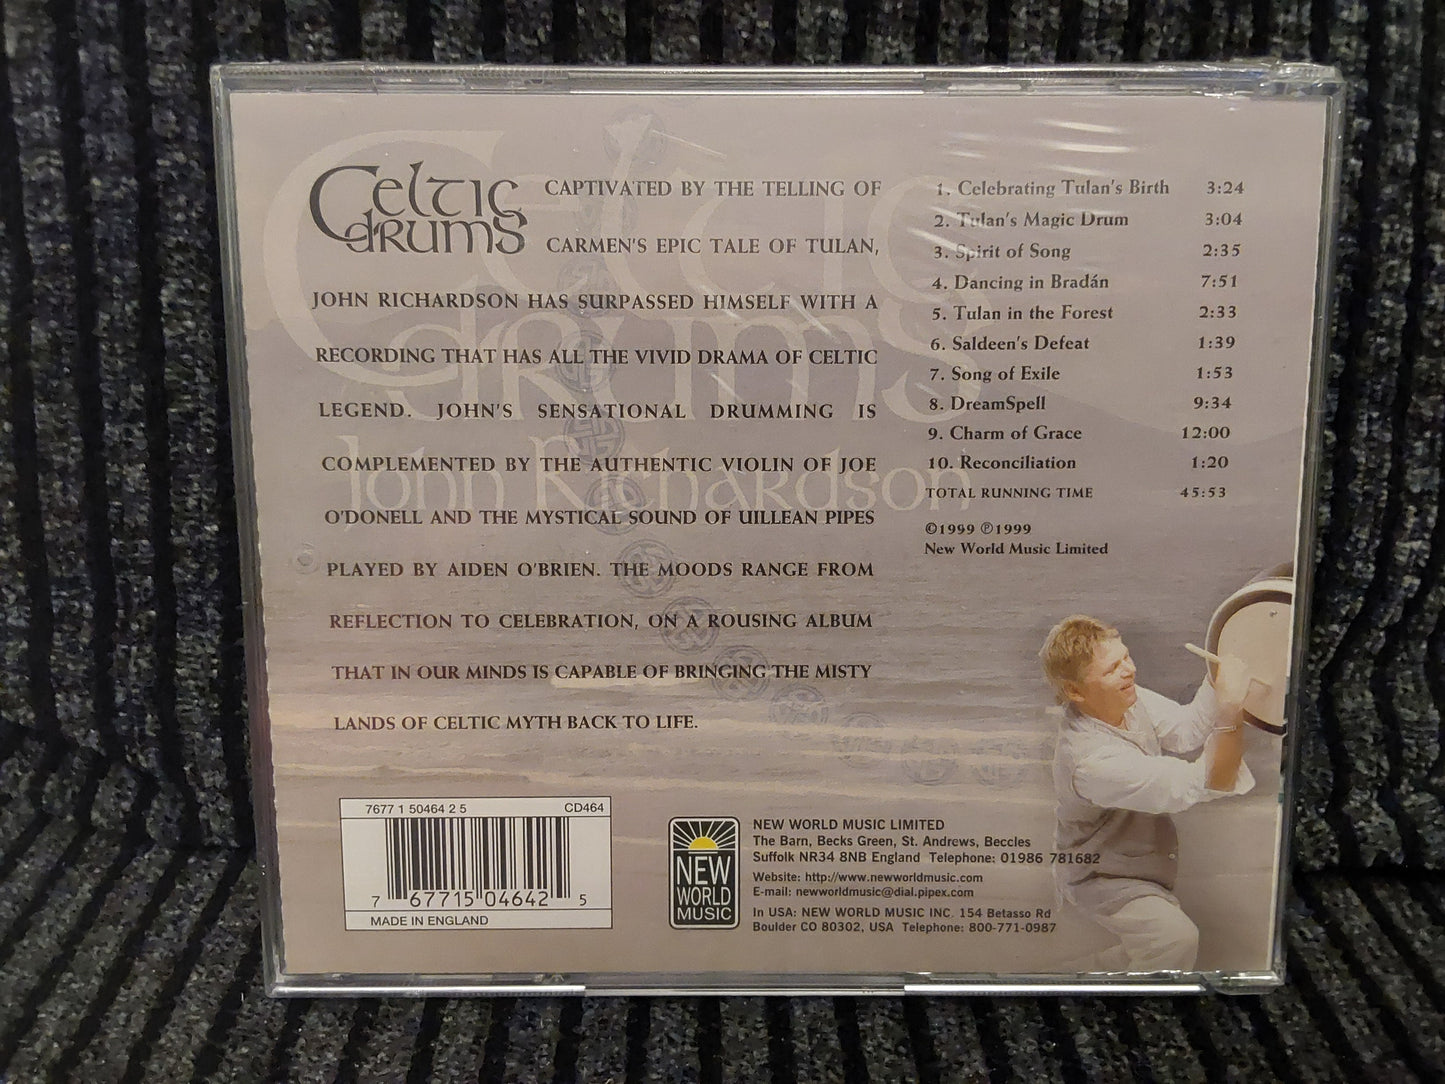 Celtic drums
CAPTIVATED BY THE TELLING OF
CARMEN'S EPIC TALE OF TULAN,
JOHN RICHARDSON HAS SURPASSED HIMSELF WITH A
RECORDING THAT HAS ALL THE VIVID DRAMA OF CELTIC
LEGEND. JOHN'S SENSATIONAL DRUMMING IS
COMPLEMENTED BY THE AUTHENTIC VIOLIN OF JOE
O'DONELL AND THE MYSTICAL SOUND OF UILLEAN PIPES
PLAYED BY AIDEN O'BRIEN. THE MOODS RANGE FROM
REFLECTION TO CELEBRATION, ON A ROUSING ALBUM
THAT IN OUR MINDS IS CAPABLE OF BRINGING THE MISTY
LANDS OF CELTIC MYTH BACK TO LIFE.
Celtic
drums
John Richardson
1. Celebrating Tulan's Birth 3:24
2. Tulan's Magic Drum 3:04
3. Spirit of Song 2:35
4. Dancing in Bradán 7:51
5. Tulan in the Forest 2:33
6. Saldeen's Defeat 1:39
7. Song of Exile 1:53
8. DreamSpell 9:34
9. Charm of Grace 12:00
10. Reconciliation 1:20
TOTAL RUNNING TIME 45:53
©1999 ℗1999
New World Music Limited
7677 1 50464 2 5 CD464
7 67715 04642 5
MADE IN ENGLAND
NEW
WORLD
MUSIC
NEW WORLD MUSIC LIMITED
The Barn, Becks Green, St. Andrews, Beccles
Suffolk NR34 8NB England Telephone: 01986 781682
Website: http://www.newworldmusic.com
E-mail: newworldmusic@dial.pipex.com
In USA: NEW WORLD MUSIC INC. 154 Betasso Rd
Boulder CO 80302, USA Telephone: 800-771-0987